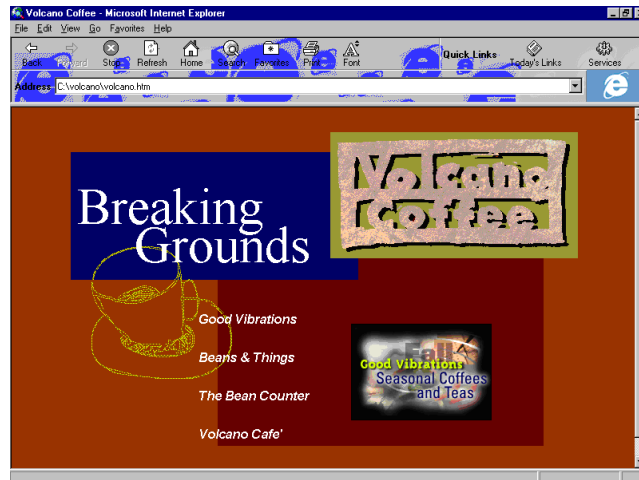 Volcano Coffee - Microsoft Internet Explorer
File Edit View Go Favorites Help
Back Forward Stop Refresh Home Search Favorites Print Font Quick Links Today's Links Services
Address C:\volcano\volcano.htm
Volcano
Coffee
Breaking
Grounds
Good Vibrations
Beans & Things
The Bean Counter
Volcano Cafe'
Fall
Good Vibrations
Seasonal Coffees
and Teas